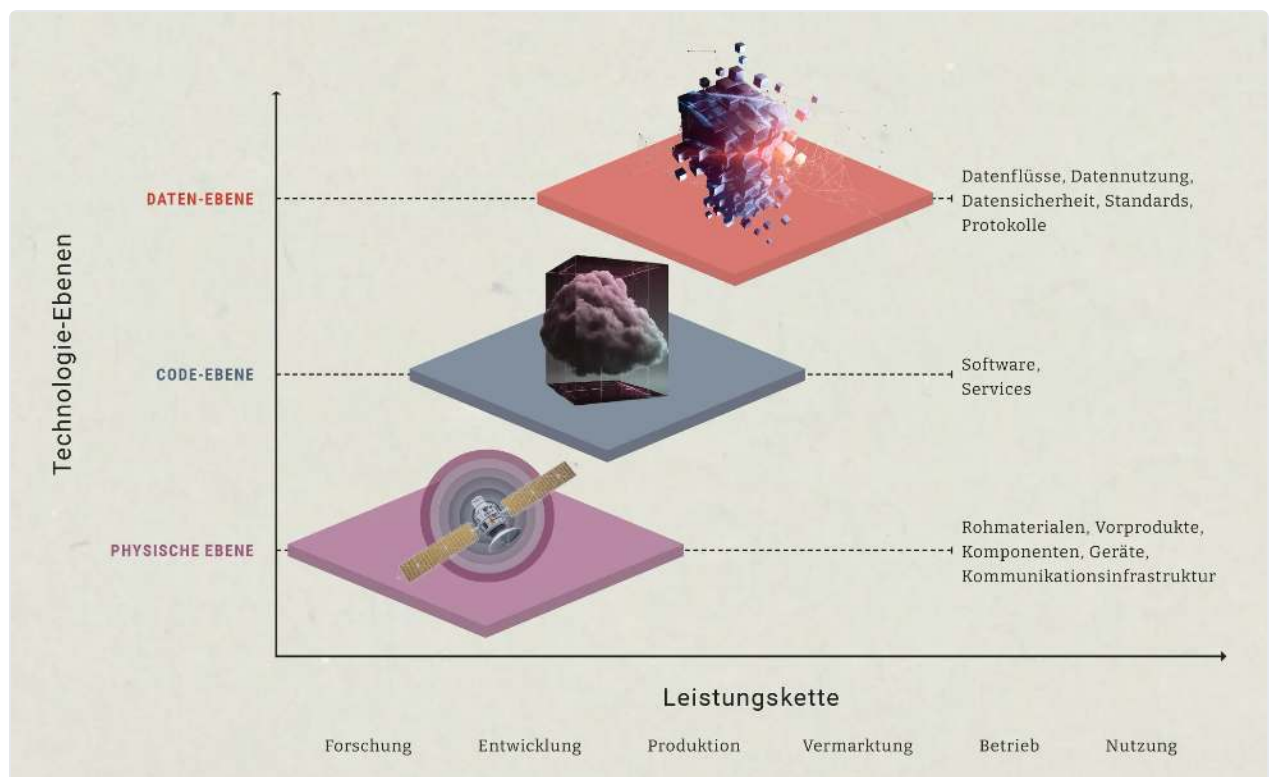 DATEN-EBENE
Datenflüsse, Datennutzung,
Datensicherheit, Standards,
Protokolle
Technologie-Ebenen
CODE-EBENE
Software,
Services
PHYSISCHE EBENE
Rohmaterialen, Vorprodukte,
Komponenten, Geräte,
Kommunikationsinfrastruktur
Leistungskette
Forschung Entwicklung Produktion Vermarktung Betrieb Nutzung